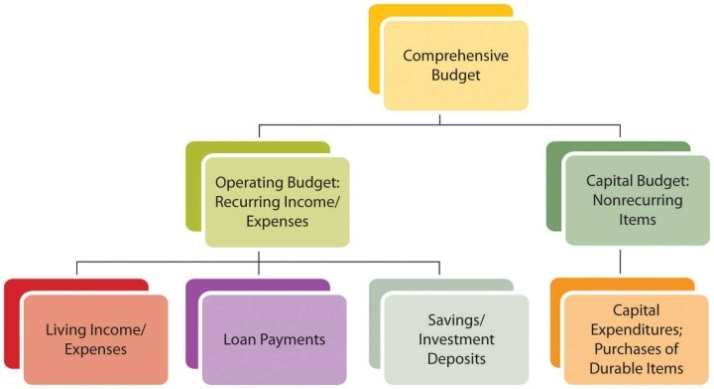 Comprehensive
Budget
Operating Budget:
Recurring Income/
Expenses
Capital Budget:
Nonrecurring
Items
Living Income/
Expenses
Loan Payments
Savings/
Investment
Deposits
Capital
Expenditures;
Purchases of
Durable Items